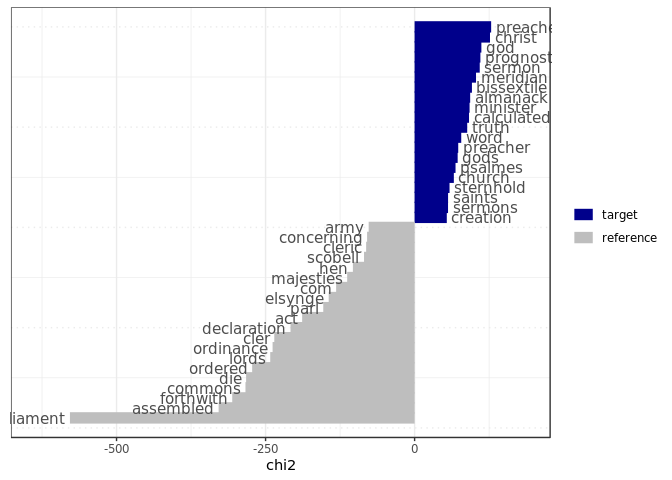 preache
christ
god
prognost
sermon
meridian
bissextile
almanack
minister
calculated
truth
word
preacher
gods
psalmes
church
sternhold
saints
sermons
creation
army
concerning
cleric
scobell
hen
majesties
com
elsynge
parl
act
declaration
cler
ordinance
lords
ordered
die
commons
forthwith
assembled
liament
-500
-250
0
chi2
target
reference